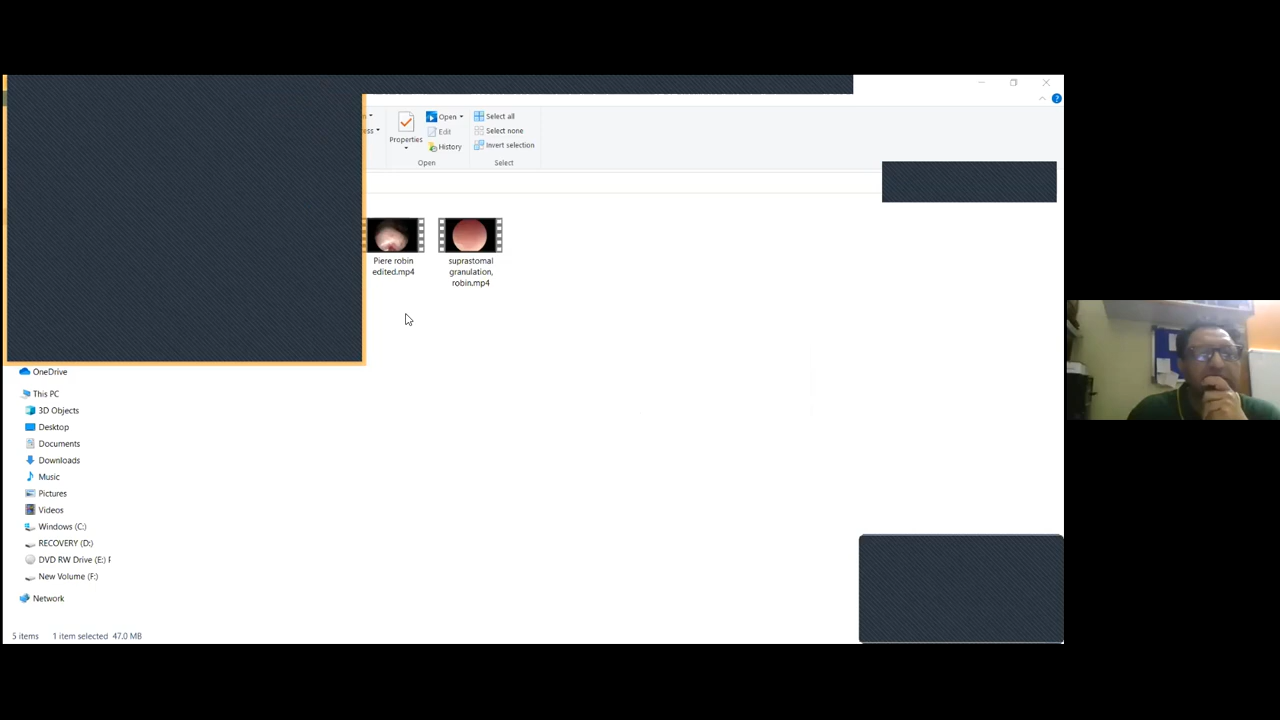 Properties
Open
Edit
History
Open
Select all
Select none
Invert selection
Select
Piere robin
edited.mp4
suprastomal
granulation,
robin.mp4
OneDrive
This PC
3D Objects
Desktop
Documents
Downloads
Music
Pictures
Videos
Windows (C:)
RECOVERY (D:)
DVD RW Drive (E:)
New Volume (F:)
Network
5 items 1 item selected 47.0 MB